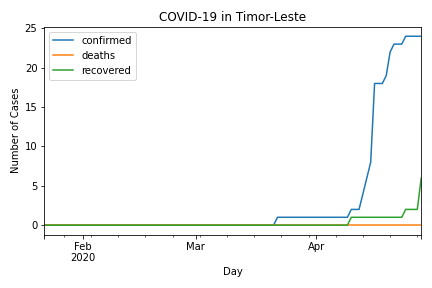 COVID-19 in Timor-Leste
confirmed
deaths
recovered
Number of Cases
25
20
15
10
5
0
Feb
2020
Mar
Apr
Day